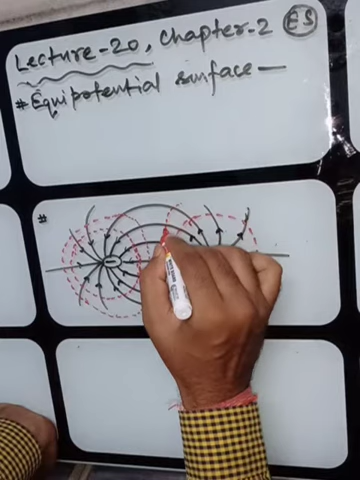 Lecture-20, Chapter-2 ES
# Equipotential surface—
#